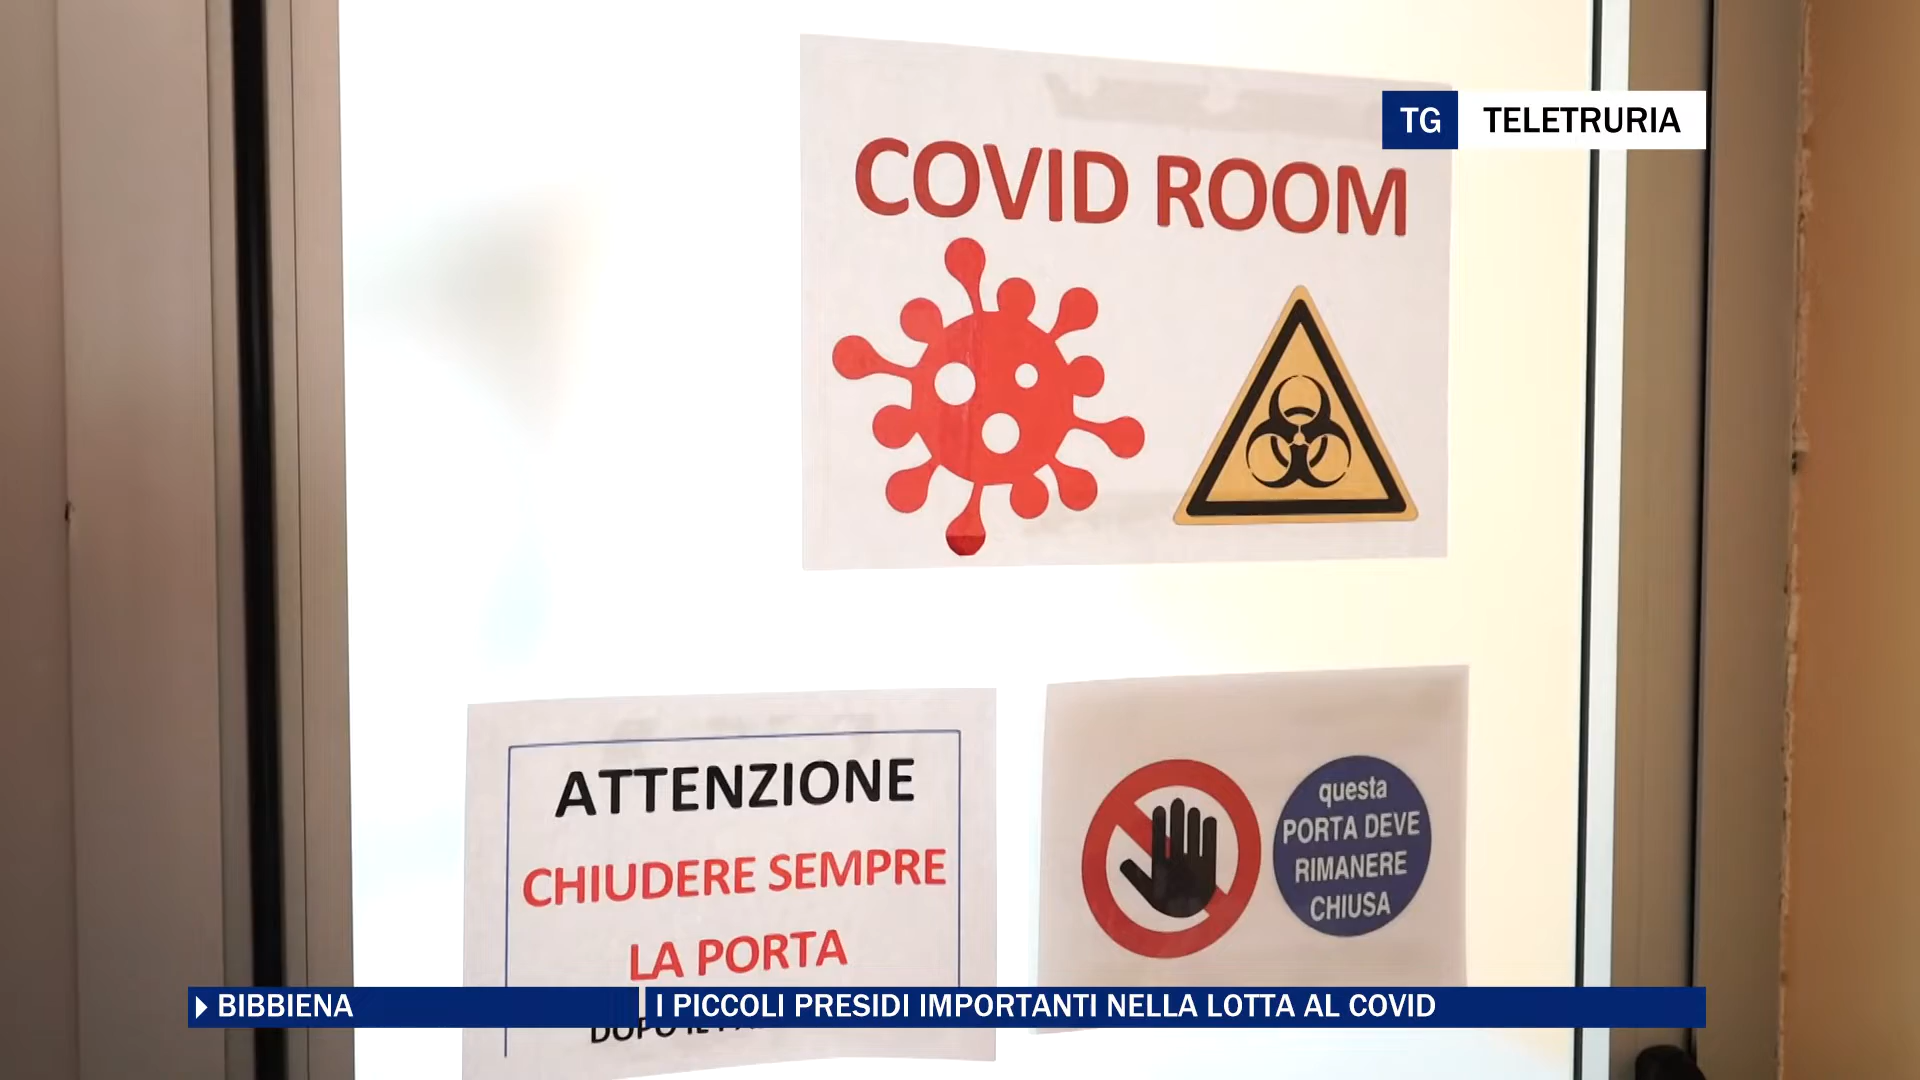 TG TELETRURIA
COVID ROOM
ATTENZIONE
CHIUDERE SEMPRE
LA PORTA
questa
PORTA DEVE
RIMANERE
CHIUSA
BIBBIENA
I PICCOLI PRESIDI IMPORTANTI NELLA LOTTA AL COVID